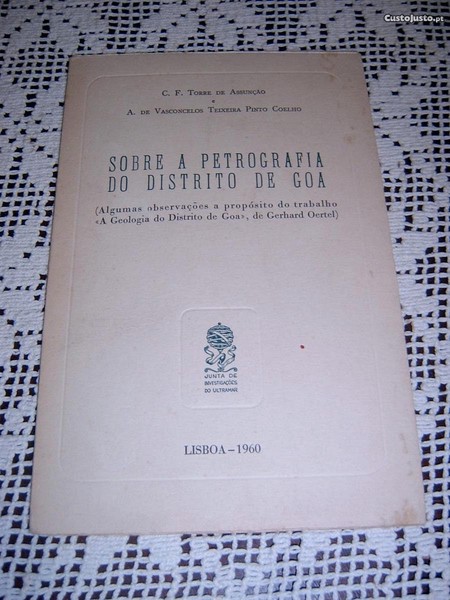 CustoJusto.pt
C. F. TORRE DE ASSUNÇÃO
e
A. DE VASCONCELOS TEIXEIRA PINTO COELHO
SOBRE A PETROGRAFIA
DO DISTRITO DE GOA
(Algumas observações a propósito do trabalho
«A Geologia do Distrito de Goa», de Gerhard Oertel)
JUNTA DE
INVESTIGAÇÕES
DO ULTRAMAR
LISBOA – 1960